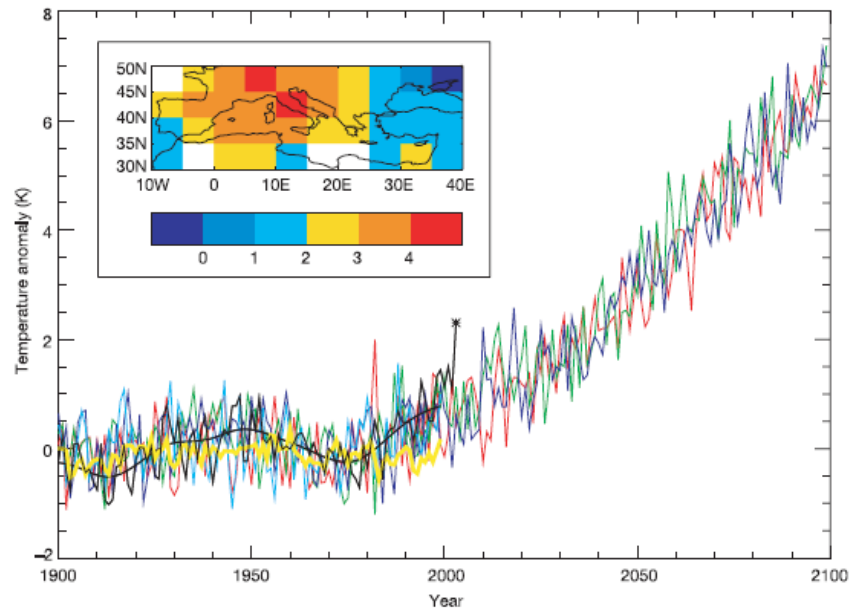 8
50N
45N
40N
35N
30N
10W 0 10E 20E 30E 40E
0 1 2 3 4
6
4
2
0
−2
Temperature anomaly (K)
*
1900 1950 2000 2050 2100
Year